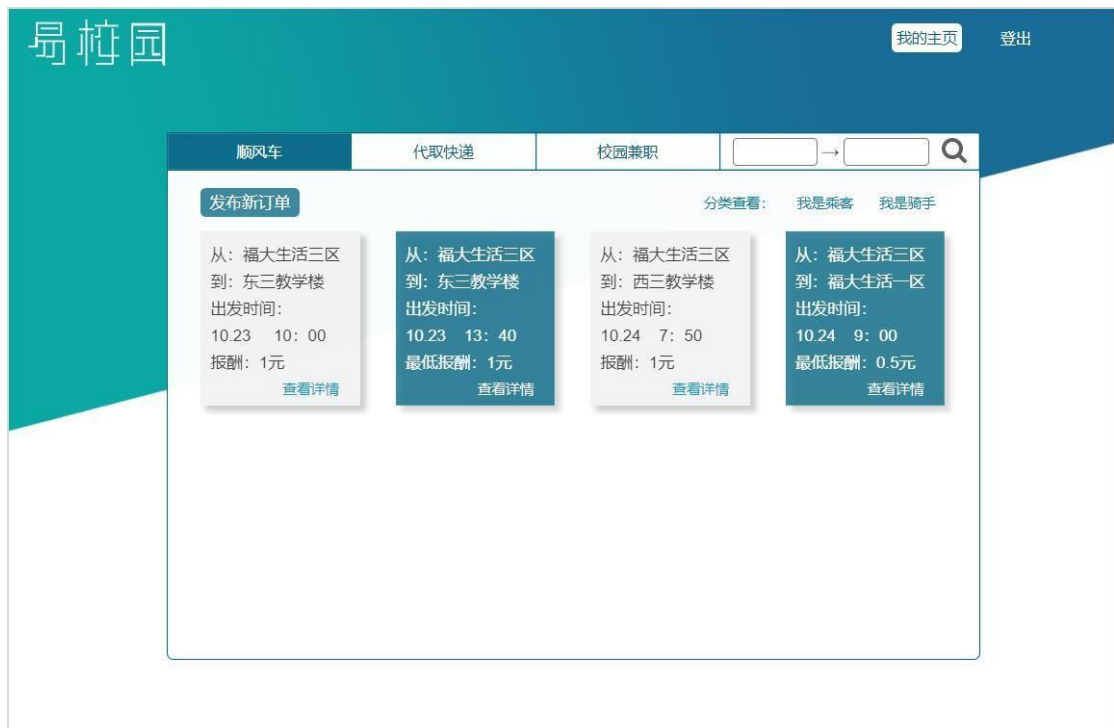 易校园
我的主页 登出
顺风车 代取快递 校园兼职 →
发布新订单 分类查看： 我是乘客 我是骑手
从：福大生活三区
到：东三教学楼
出发时间：
10.23 10：00
报酬：1元
查看详情
从：福大生活三区
到：东三教学楼
出发时间：
10.23 13：40
最低报酬：1元
查看详情
从：福大生活三区
到：西三教学楼
出发时间：
10.24 7：50
报酬：1元
查看详情
从：福大生活三区
到：福大生活一区
出发时间：
10.24 9：00
最低报酬：0.5元
查看详情